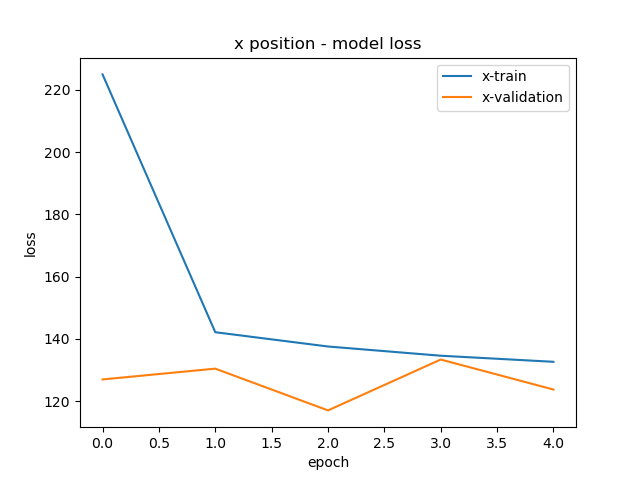 x position - model loss
x-train
x-validation
220
200
180
160
140
120
loss
0.0 0.5 1.0 1.5 2.0 2.5 3.0 3.5 4.0
epoch